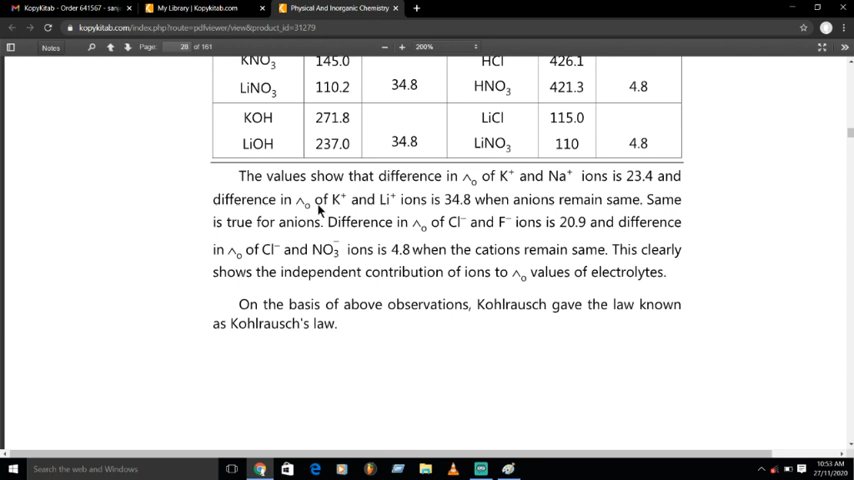 KopyKitab - Order 641567 - sanj
My Library | Kopykitab.com
Physical And Inorganic Chemistry
kopykitab.com/index.php?route=pdfviewer/view&product_id=31279
Notes
Page: 28 of 161
200%
KNO₃ 145.0 HCl 426.1
LiNO₃ 110.2 34.8 HNO₃ 421.3 4.8
KOH 271.8 LiCl 115.0
LiOH 237.0 34.8 LiNO₃ 110 4.8
The values show that difference in ∧₀ of K⁺ and Na⁺ ions is 23.4 and
difference in ∧₀ of K⁺ and Li⁺ ions is 34.8 when anions remain same. Same
is true for anions. Difference in ∧₀ of Cl⁻ and F⁻ ions is 20.9 and difference
in ∧₀ of Cl⁻ and NO₃⁻ ions is 4.8 when the cations remain same. This clearly
shows the independent contribution of ions to ∧₀ values of electrolytes.
On the basis of above observations, Kohlrausch gave the law known
as Kohlrausch's law.
Search the web and Windows
10:53 AM
27/11/2020